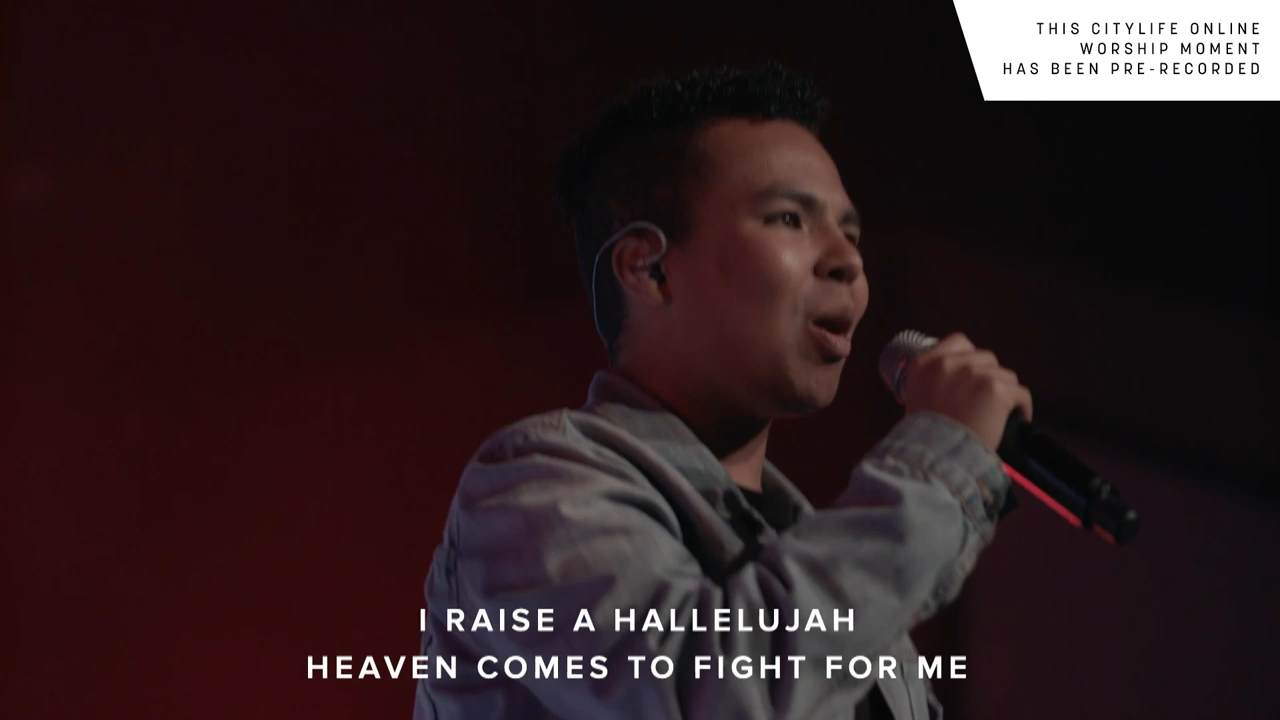 THIS CITYLIFE ONLINE
WORSHIP MOMENT
HAS BEEN PRE-RECORDED
I RAISE A HALLELUJAH
HEAVEN COMES TO FIGHT FOR ME